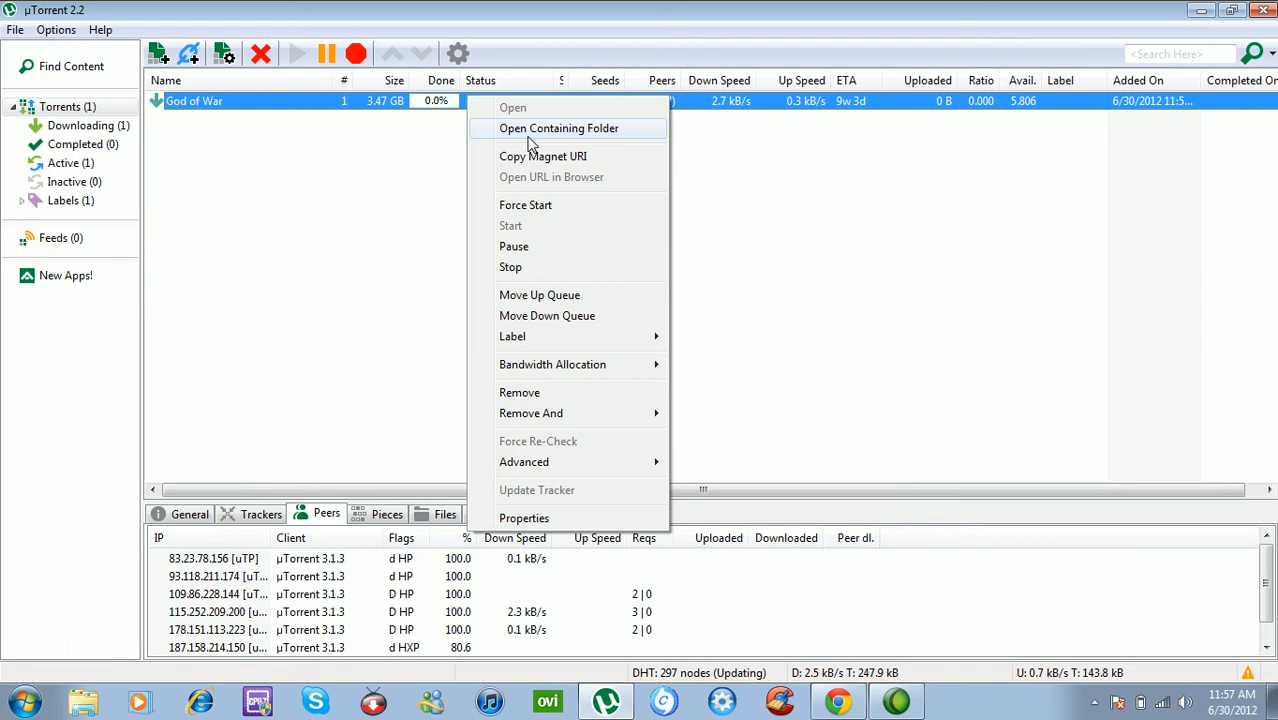 µTorrent 2.2
File Options Help
Find Content
<Search Here>
Name # Size Done Status S Seeds Peers Down Speed Up Speed ETA Uploaded Ratio Avail. Label Added On Completed On
Torrents (1)
God of War 1 3.47 GB 0.0% 2.7 kB/s 0.3 kB/s 9w 3d 0 B 0.000 5.806 6/30/2012 11:5...
Downloading (1)
Completed (0)
Active (1)
Inactive (0)
Labels (1)
Feeds (0)
New Apps!
Open
Open Containing Folder
Copy Magnet URI
Open URL in Browser
Force Start
Start
Pause
Stop
Move Up Queue
Move Down Queue
Label
Bandwidth Allocation
Remove
Remove And
Force Re-Check
Advanced
Update Tracker
Properties
General Trackers Peers Pieces Files
IP Client Flags % Down Speed Up Speed Reqs Uploaded Downloaded Peer dl.
83.23.78.156 [uTP] µTorrent 3.1.3 d HP 100.0 0.1 kB/s
93.118.211.174 [uT... µTorrent 3.1.3 d HP 100.0
109.86.228.144 [uT... µTorrent 3.1.3 D HP 100.0 2 | 0
115.252.209.200 [u... µTorrent 3.1.3 D HP 100.0 2.3 kB/s 3 | 0
178.151.113.223 [u... µTorrent 3.1.3 D HP 100.0 0.1 kB/s 2 | 0
187.158.214.150 [u... µTorrent 3.1.3 d HXP 80.6
DHT: 297 nodes (Updating) D: 2.5 kB/s T: 247.9 kB U: 0.7 kB/s T: 143.8 kB
ovi
11:57 AM
6/30/2012